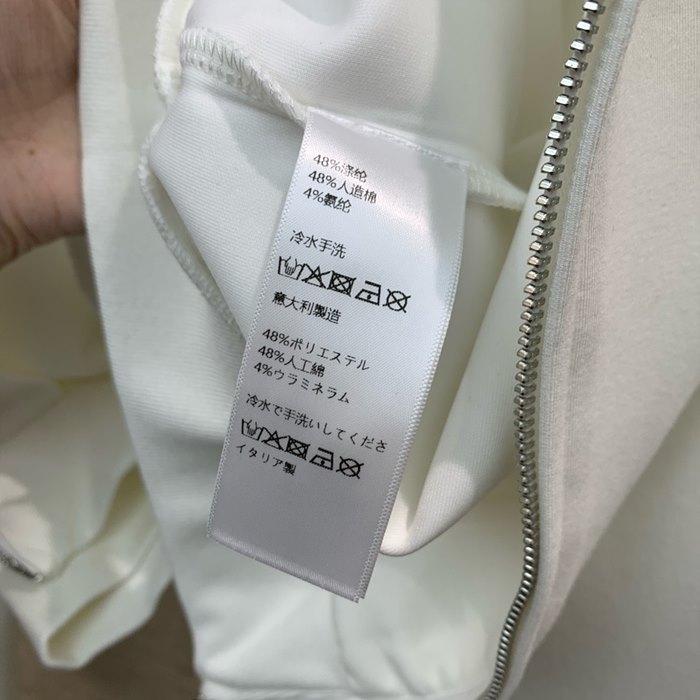 48%涤纶
48%人造棉
4%氨纶
冷水手洗
意大利製造
48%ポリエステル
48%人工綿
4%ウラミネラム
冷水で手洗いしてくださ
イタリア製